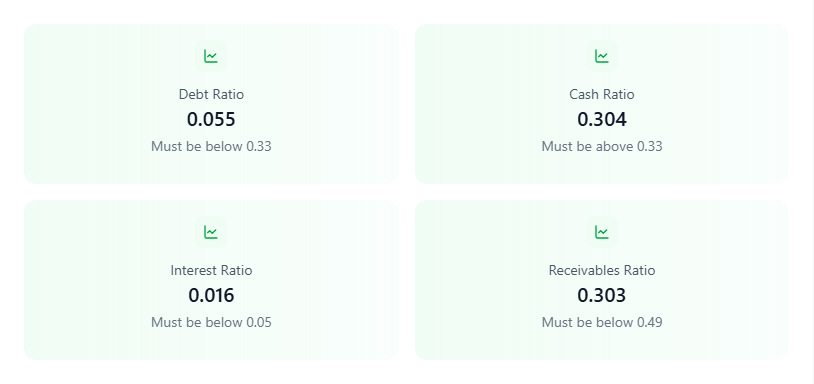 Debt Ratio
0.055
Must be below 0.33
Cash Ratio
0.304
Must be above 0.33
Interest Ratio
0.016
Must be below 0.05
Receivables Ratio
0.303
Must be below 0.49